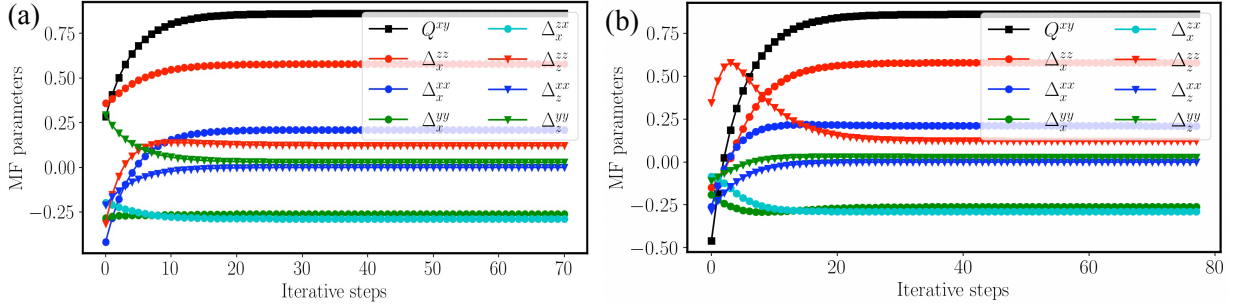 (a)
MF parameters
0.75
0.50
0.25
0.00
−0.25
0
10
20
30
40
50
60
70
Iterative steps
Q^{xy}
Δ_x^{zz}
Δ_x^{xx}
Δ_x^{yy}
Δ_x^{zx}
Δ_z^{zz}
Δ_z^{xx}
Δ_z^{yy}
(b)
MF parameters
0.75
0.50
0.25
0.00
−0.25
−0.50
0
20
40
60
80
Iterative steps
Q^{xy}
Δ_x^{zz}
Δ_x^{xx}
Δ_x^{yy}
Δ_x^{zx}
Δ_z^{zz}
Δ_z^{xx}
Δ_z^{yy}